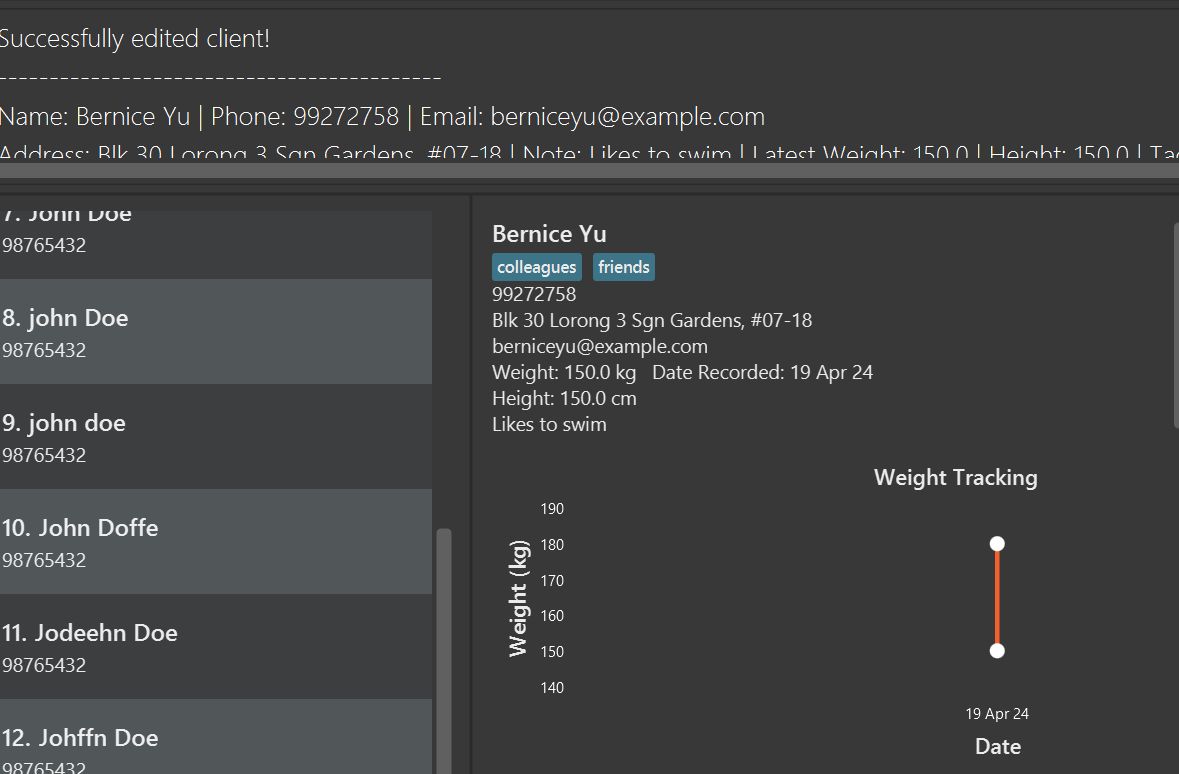 Successfully edited client!
-------------------------------------------
Name: Bernice Yu | Phone: 99272758 | Email: berniceyu@example.com
Address: Blk 30 Lorong 3 Sgn Gardens, #07-18 | Note: Likes to swim | Latest Weight: 150.0 | Height: 150.0 | Ta
7. John Doe
98765432
8. john Doe
98765432
9. john doe
98765432
10. John Doffe
98765432
11. Jodeehn Doe
98765432
12. Johffn Doe
98765432
Bernice Yu
colleagues friends
99272758
Blk 30 Lorong 3 Sgn Gardens, #07-18
berniceyu@example.com
Weight: 150.0 kg Date Recorded: 19 Apr 24
Height: 150.0 cm
Likes to swim
Weight Tracking
Weight (kg)
190
180
170
160
150
140
19 Apr 24
Date